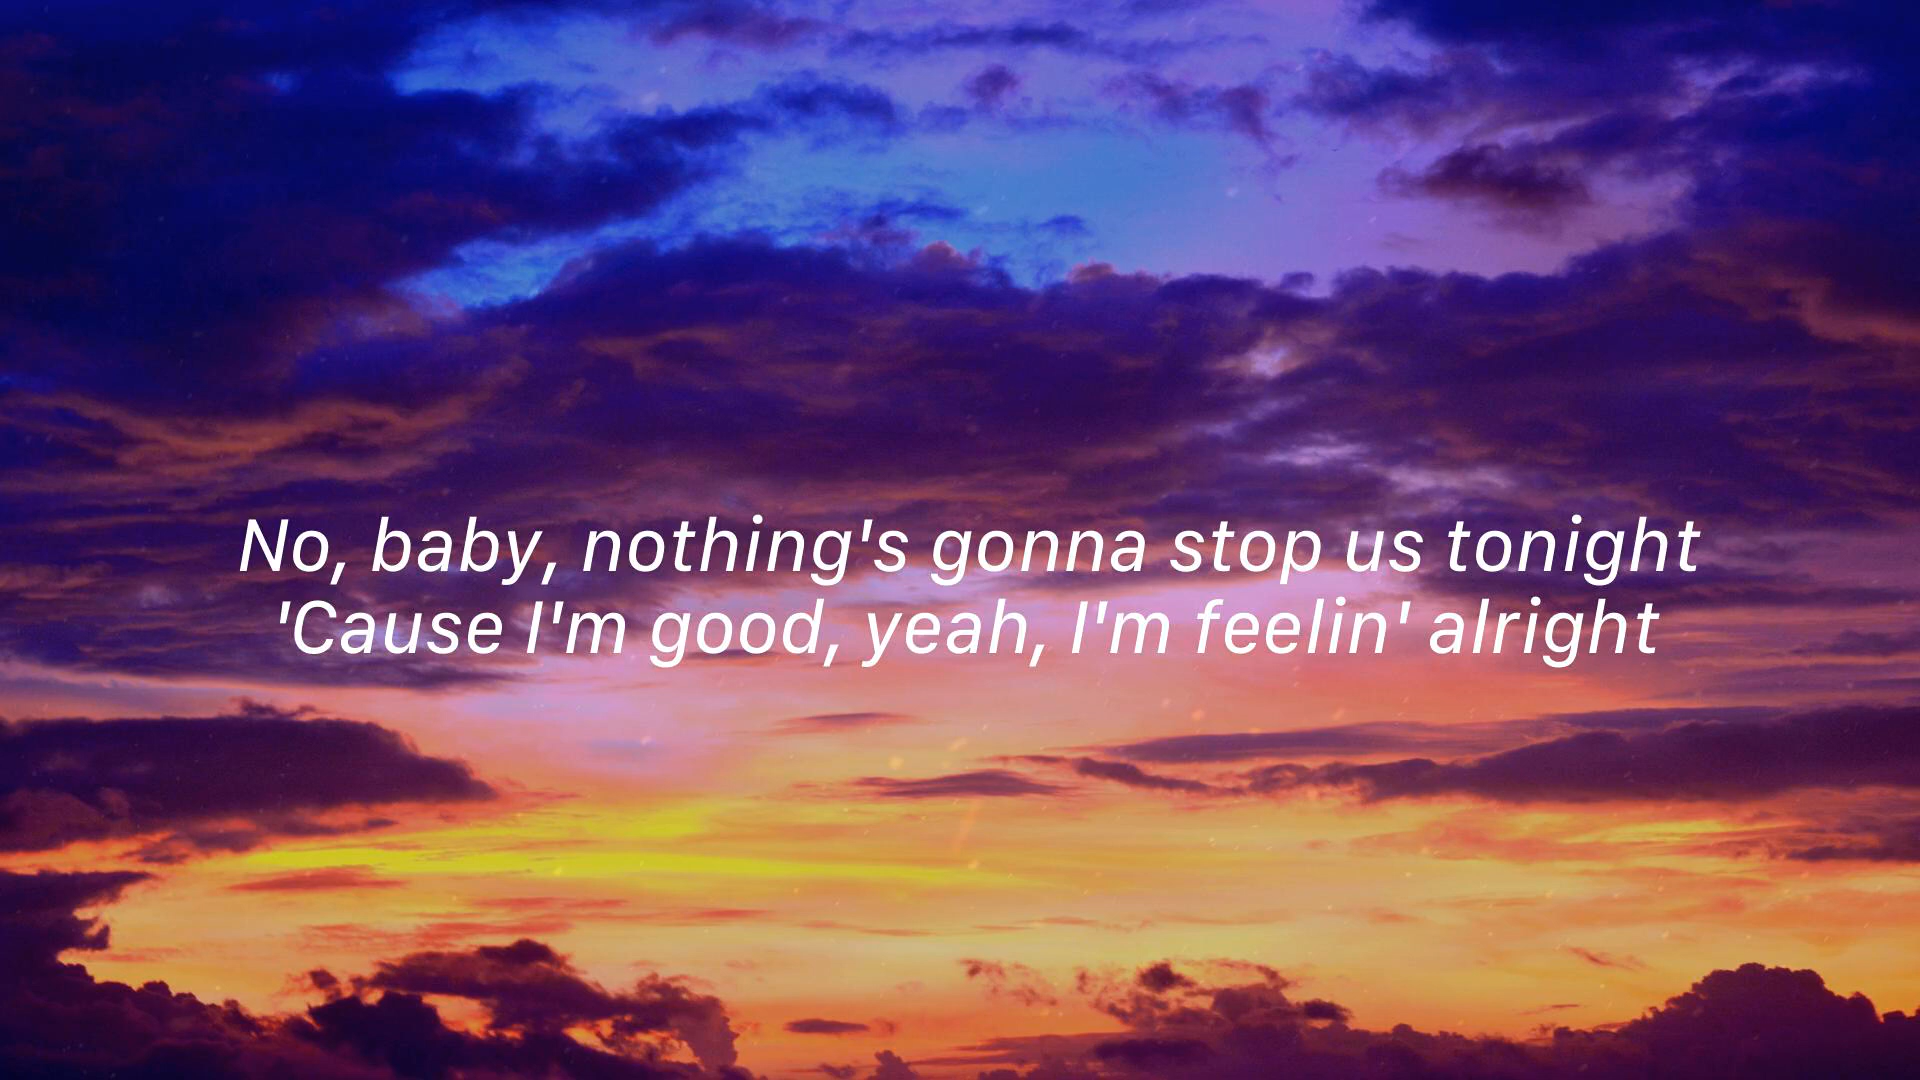 No, baby, nothing's gonna stop us tonight
'Cause I'm good, yeah, I'm feelin' alright